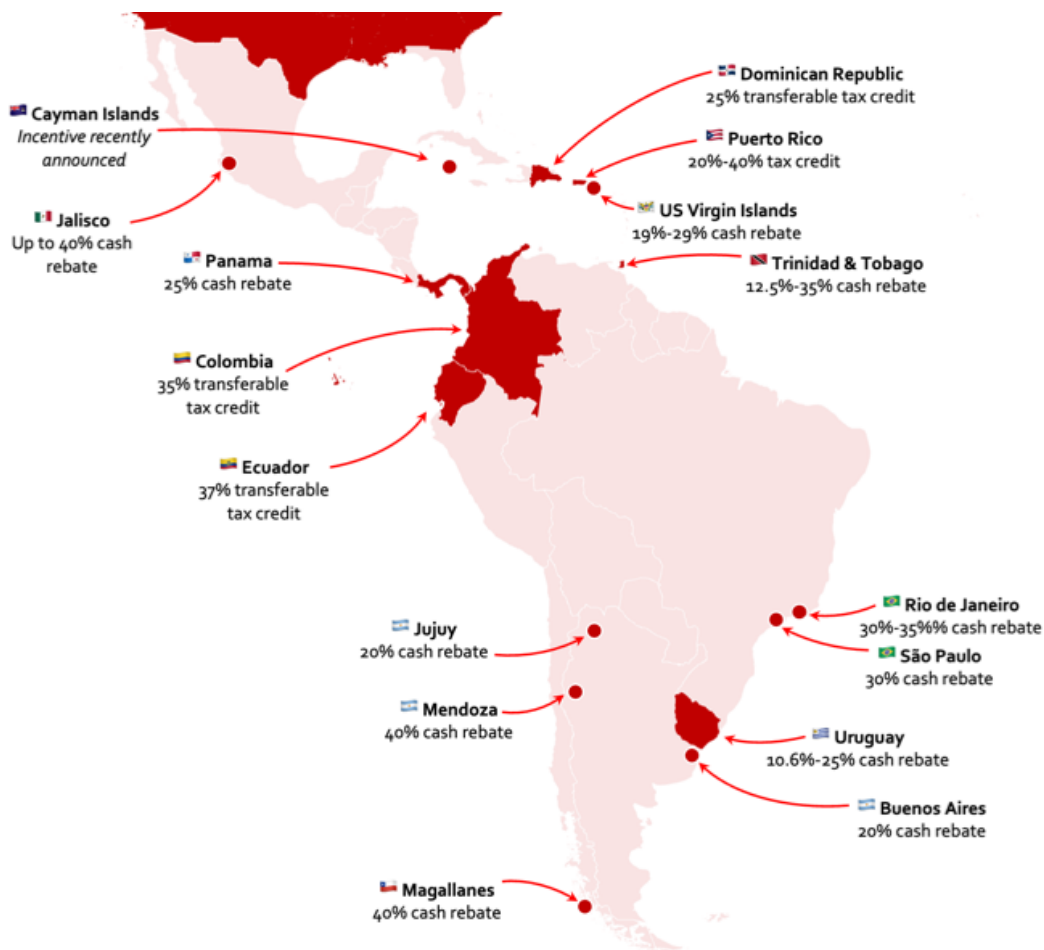 Dominican Republic
25% transferable tax credit
Cayman Islands
Incentive recently
announced
Puerto Rico
20%-40% tax credit
Jalisco
Up to 40% cash
rebate
US Virgin Islands
19%-29% cash rebate
Panama
25% cash rebate
Trinidad & Tobago
12.5%-35% cash rebate
Colombia
35% transferable
tax credit
Ecuador
37% transferable
tax credit
Rio de Janeiro
30%-35%% cash rebate
Jujuy
20% cash rebate
São Paulo
30% cash rebate
Mendoza
40% cash rebate
Uruguay
10.6%-25% cash rebate
Buenos Aires
20% cash rebate
Magallanes
40% cash rebate